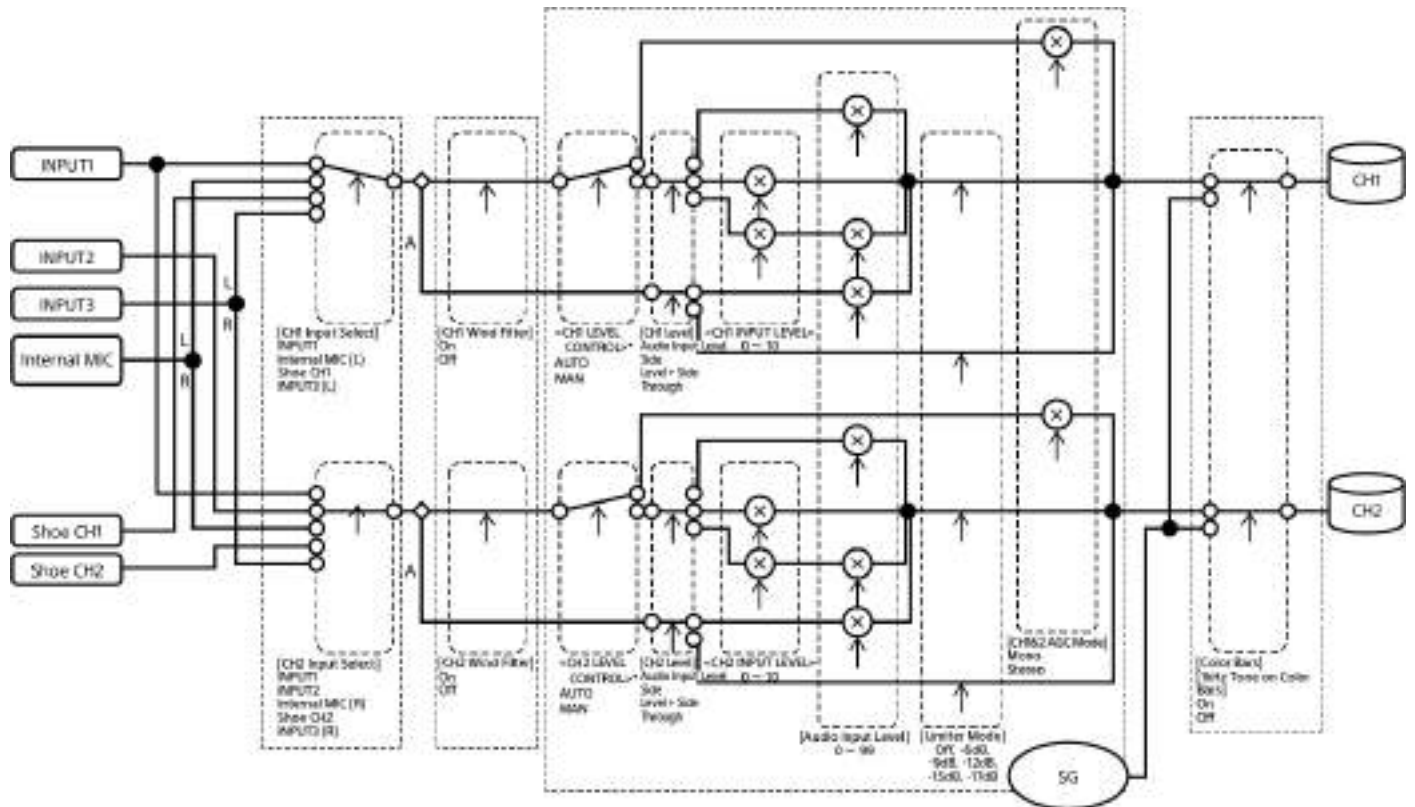 INPUT1
INPUT2
INPUT3
Internal MIC
Shoe CH1
Shoe CH2
L
R
L
R
A
A
[CH1 Input Select]
INPUT1
Internal MIC (L)
Shoe CH1
INPUT3 (L)
[CH1 Wind Filter]
On
Off
<CH1 LEVEL
CONTROL>*
AUTO
MAN
[CH1 Level]
Audio Input Level
Side
Level+Side
Through
<CH1 INPUT LEVEL>
0 ~ 10
[CH2 Input Select]
INPUT1
INPUT2
Internal MIC (R)
Shoe CH2
INPUT3 (R)
[CH2 Wind Filter]
On
Off
<CH2 LEVEL
CONTROL>*
AUTO
MAN
[CH2 Level]
Audio Input Level
Side
Level+Side
Through
<CH2 INPUT LEVEL>
0 ~ 10
[Audio Input Level]
0 ~ 99
[Limiter Mode]
Off, -6dB,
-9dB, -12dB,
-15dB, -17dB
[CH1&2 AGC Mode]
Mono
Stereo
SG
[Color Bars]
Tone on Color
Bars]
On
Off
CH1
CH2